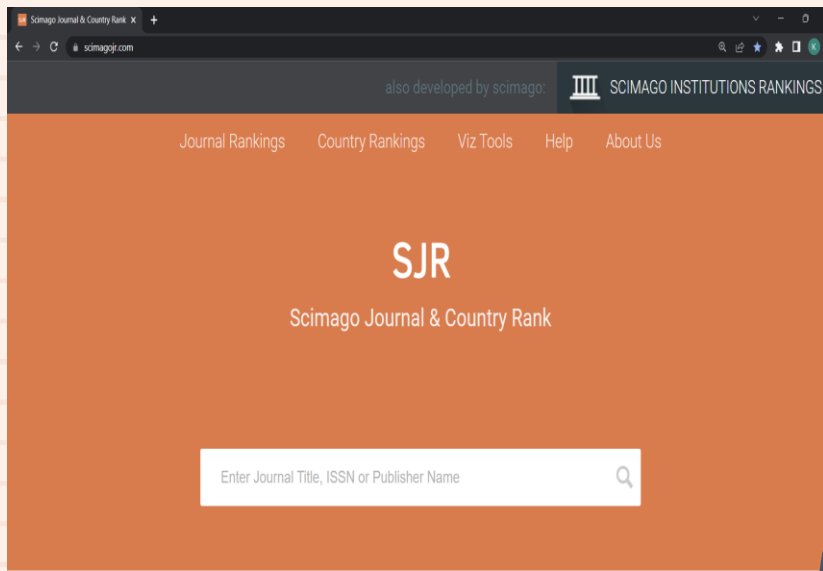 SJR Scimago Journal & Country Rank
scimagojr.com K
also developed by scimago: SCIMAGO INSTITUTIONS RANKINGS
Journal Rankings Country Rankings Viz Tools Help About Us
SJR
Scimago Journal & Country Rank
Enter Journal Title, ISSN or Publisher Name